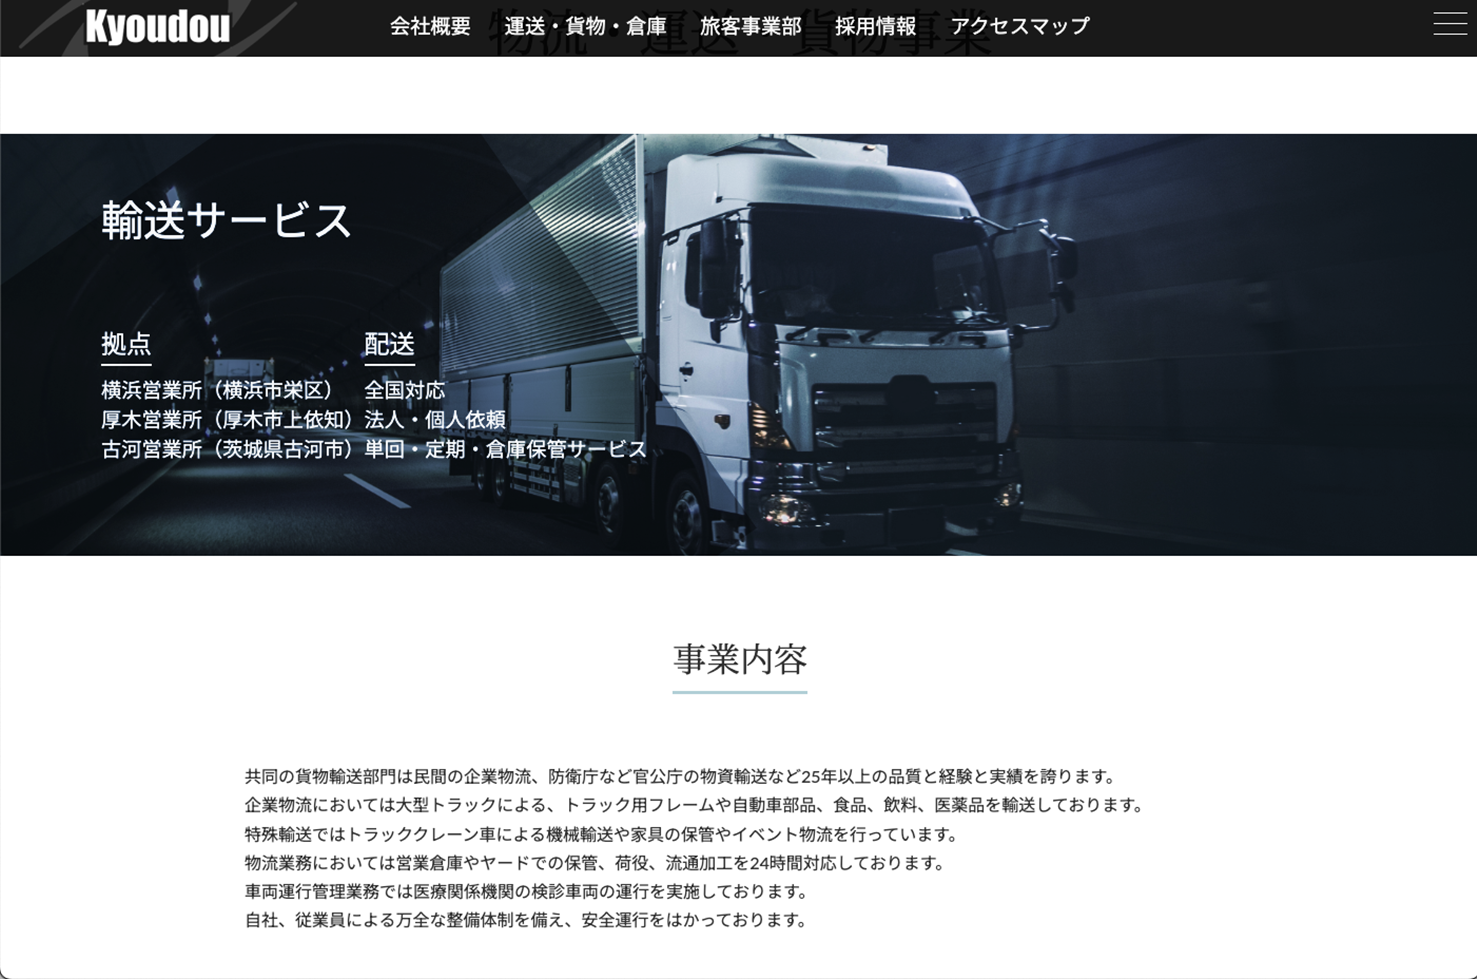 Kyoudou
会社概要 運送・貨物・倉庫 旅客事業部 採用情報 アクセスマップ
物流・運送・貨物事業
輸送サービス
拠点
横浜営業所（横浜市栄区）
厚木営業所（厚木市上依知）
古河営業所（茨城県古河市）
配送
全国対応
法人・個人依頼
単回・定期・倉庫保管サービス
事業内容
共同の貨物輸送部門は民間の企業物流、防衛庁など官公庁の物資輸送など25年以上の品質と経験と実績を誇ります。
企業物流においては大型トラックによる、トラック用フレームや自動車部品、食品、飲料、医薬品を輸送しております。
特殊輸送ではトラッククレーン車による機械輸送や家具の保管やイベント物流を行っています。
物流業務においては営業倉庫やヤードでの保管、荷役、流通加工を24時間対応しております。
車両運行管理業務では医療関係機関の検診車両の運行を実施しております。
自社、従業員による万全な整備体制を備え、安全運行をはかっております。